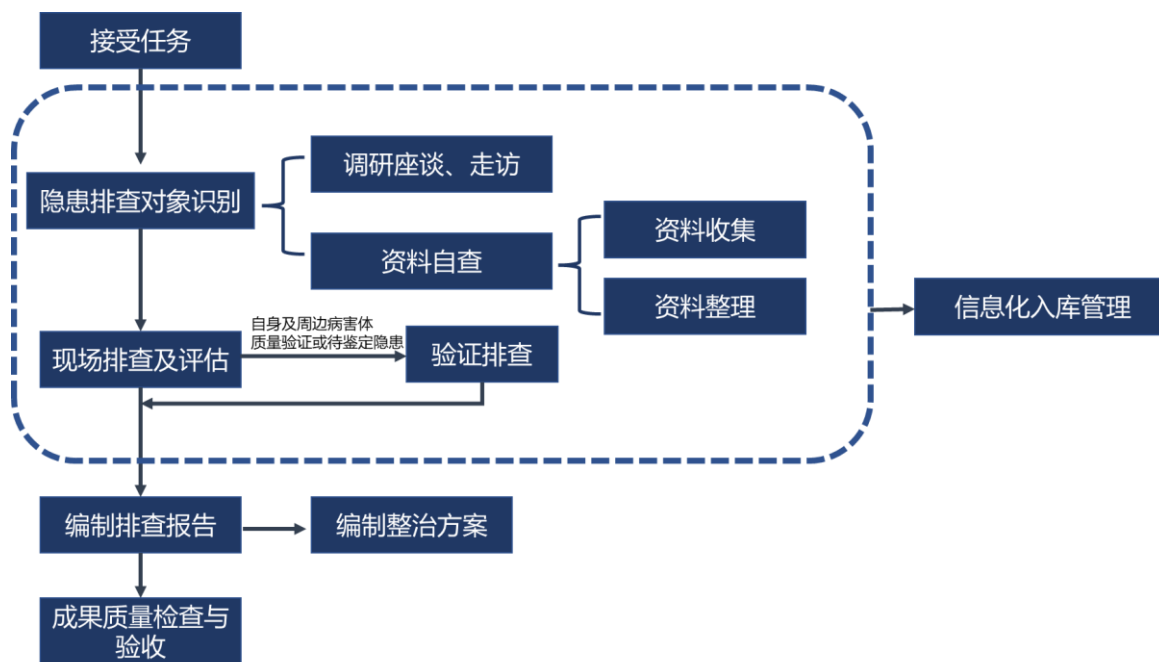 接受任务
调研座谈、走访
隐患排查对象识别
资料收集
资料自查
资料整理
信息化入库管理
自身及周边病害体
质量验证或待鉴定隐患
现场排查及评估
验证排查
编制排查报告
编制整治方案
成果质量检查与
验收